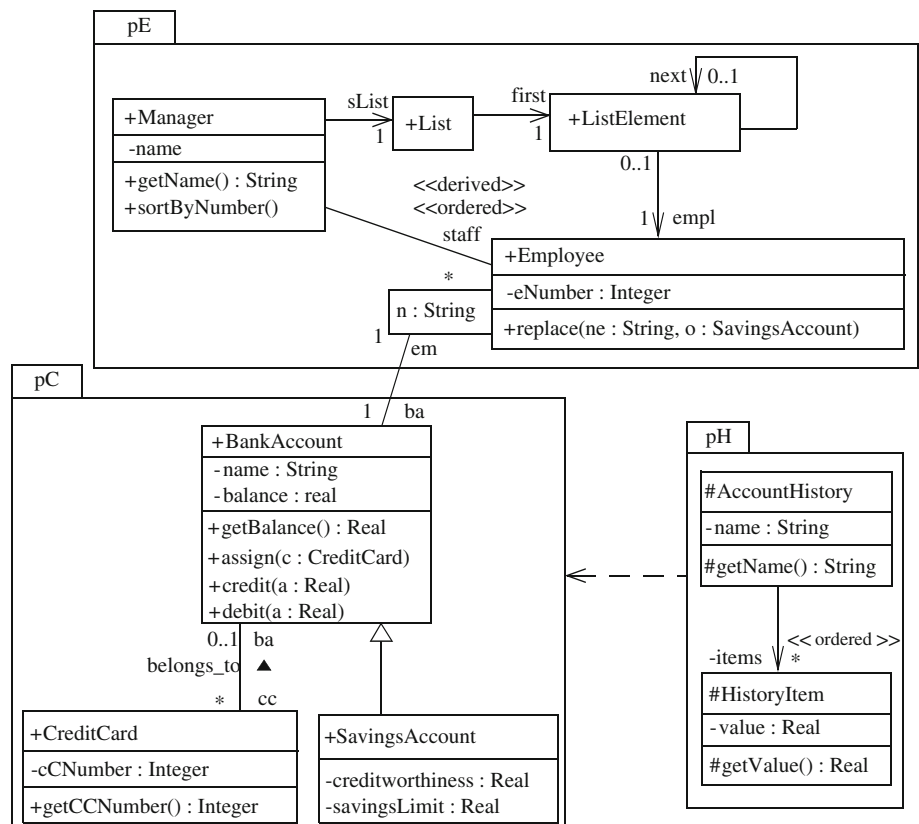 pE
next 0..1
sList
first
+Manager
+List
+ListElement
1
1
-name
0..1
+getName() : String
+sortByNumber()
<<derived>>
<<ordered>>
staff
1
empl
+Employee
*
-eNumber : Integer
n : String
+replace(ne : String, o : SavingsAccount)
1
em
pC
1
ba
+BankAccount
-name : String
-balance : real
+getBalance() : Real
+assign(c : CreditCard)
+credit(a : Real)
+debit(a : Real)
0..1
ba
belongs_to ▲
*
cc
+CreditCard
-cCNumber : Integer
+getCCNumber() : Integer
+SavingsAccount
-creditworthiness : Real
-savingsLimit : Real
pH
#AccountHistory
-name : String
#getName() : String
<< ordered >>
-items
*
#HistoryItem
-value : Real
#getValue() : Real